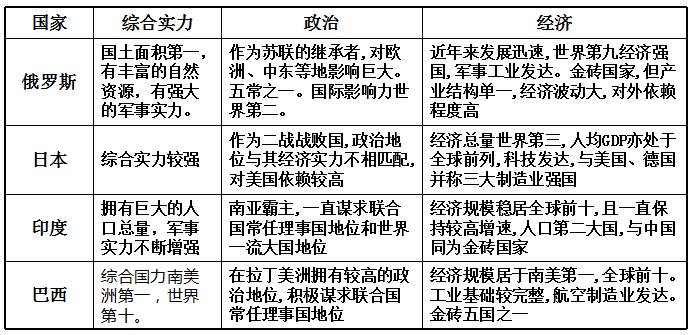 国家 综合实力 政治 经济
俄罗斯
国土面积第一，
有丰富的自然
资源，有强大
的军事实力。
作为苏联的继承者，对欧
洲、中东等地影响巨大。
五常之一。国际影响力世
界第二。
近年来发展迅速，世界第九经济强
国，军事工业发达。金砖国家，但产
业结构单一，经济波动大，对外依赖
程度高
日本
综合实力较强
作为二战战败国，政治地
位与其经济实力不相匹配，
对美国依赖较高
经济总量世界第三，人均GDP亦处于
全球前列，科技发达，与美国、德国
并称三大制造业强国
印度
拥有巨大的人
口总量，军事
实力不断增强
南亚霸主，一直谋求联合
国常任理事国地位和世界
一流大国地位
经济规模稳居全球前十，且一直保
持较高增速，人口第二大国，与中国
同为金砖国家
巴西
综合国力南美
洲第一，世界
第十。
在拉丁美洲拥有较高的政
治地位，积极谋求联合国
常任理事国地位
经济规模居于南美第一，全球前十。
工业基础较完整，航空制造业发达。
金砖五国之一